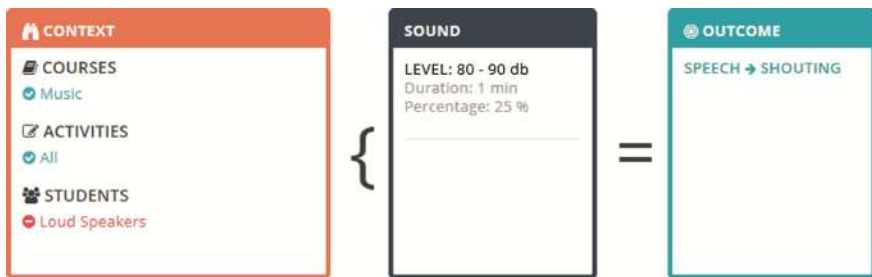 CONTEXT
COURSES
Music
ACTIVITIES
All
STUDENTS
Loud Speakers
{
SOUND
LEVEL: 80 - 90 db
Duration: 1 min
Percentage: 25 %
=
OUTCOME
SPEECH → SHOUTING